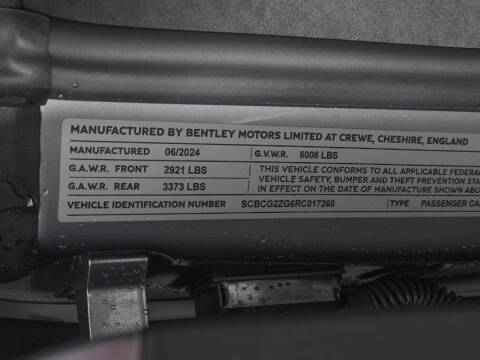 MANUFACTURED BY BENTLEY MOTORS LIMITED AT CREWE, CHESHIRE, ENGLAND
MANUFACTURED 06/2024 G.V.W.R. 6008 LBS
G.A.W.R. FRONT 2921 LBS THIS VEHICLE CONFORMS TO ALL APPLICABLE FEDERAL
G.A.W.R. REAR 3373 LBS VEHICLE SAFETY, BUMPER AND THEFT PREVENTION STA
IN EFFECT ON THE DATE OF MANUFACTURE SHOWN ABO
VEHICLE IDENTIFICATION NUMBER SCBCG2ZG6RC017260 TYPE PASSENGER CA